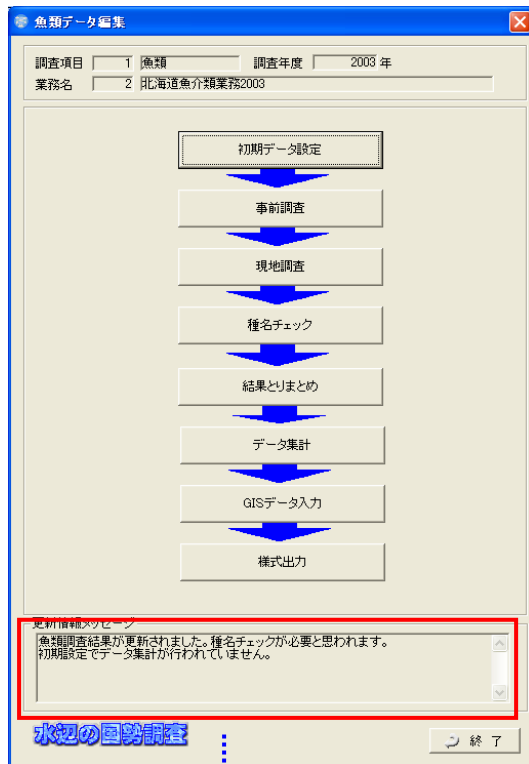 魚類データ編集
調査項目 1 魚類 調査年度 2003 年
業務名 2 北海道魚介類業務2003
初期データ設定
事前調査
現地調査
種名チェック
結果とりまとめ
データ集計
GISデータ入力
様式出力
更新情報メッセージ
魚類調査結果が更新されました。種名チェックが必要と思われます。
初期設定でデータ集計が行われていません。
水辺の国勢調査
終 了